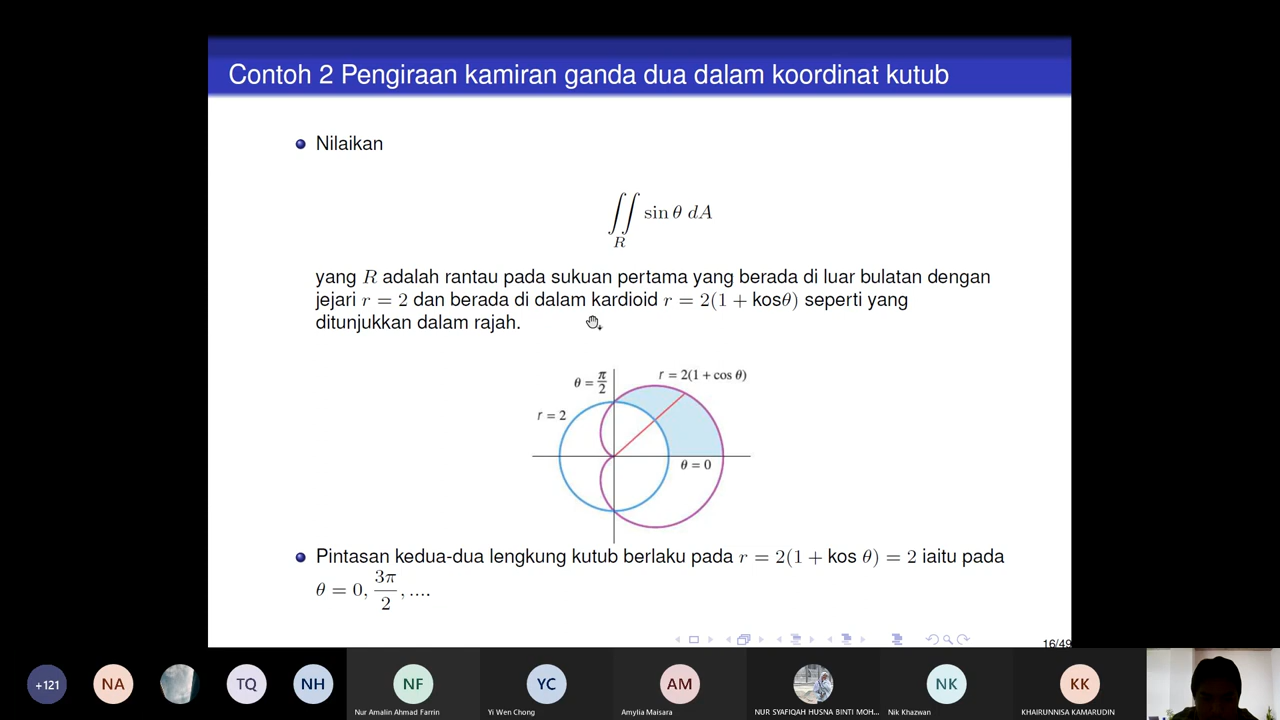 Contoh 2 Pengiraan kamiran ganda dua dalam koordinat kutub
Nilaikan
∬ sin θ dA
R
yang R adalah rantau pada sukuan pertama yang berada di luar bulatan dengan
jejari r = 2 dan berada di dalam kardioid r = 2(1 + kosθ) seperti yang
ditunjukkan dalam rajah.
r = 2(1 + cos θ)
θ = π/2
r = 2
θ = 0
Pintasan kedua-dua lengkung kutub berlaku pada r = 2(1 + kos θ) = 2 iaitu pada
θ = 0, 3π/2, ....
16/49
+121
NA
TQ
NH
NF
YC
AM
NK
KK
Nur Amalin Ahmad Farrin
Yi Wen Chong
Amylia Maisara
NUR SYAFIQAH HUSNA BINTI MOH...
Nik Khazwan
KHAIRUNNISA KAMARUDIN